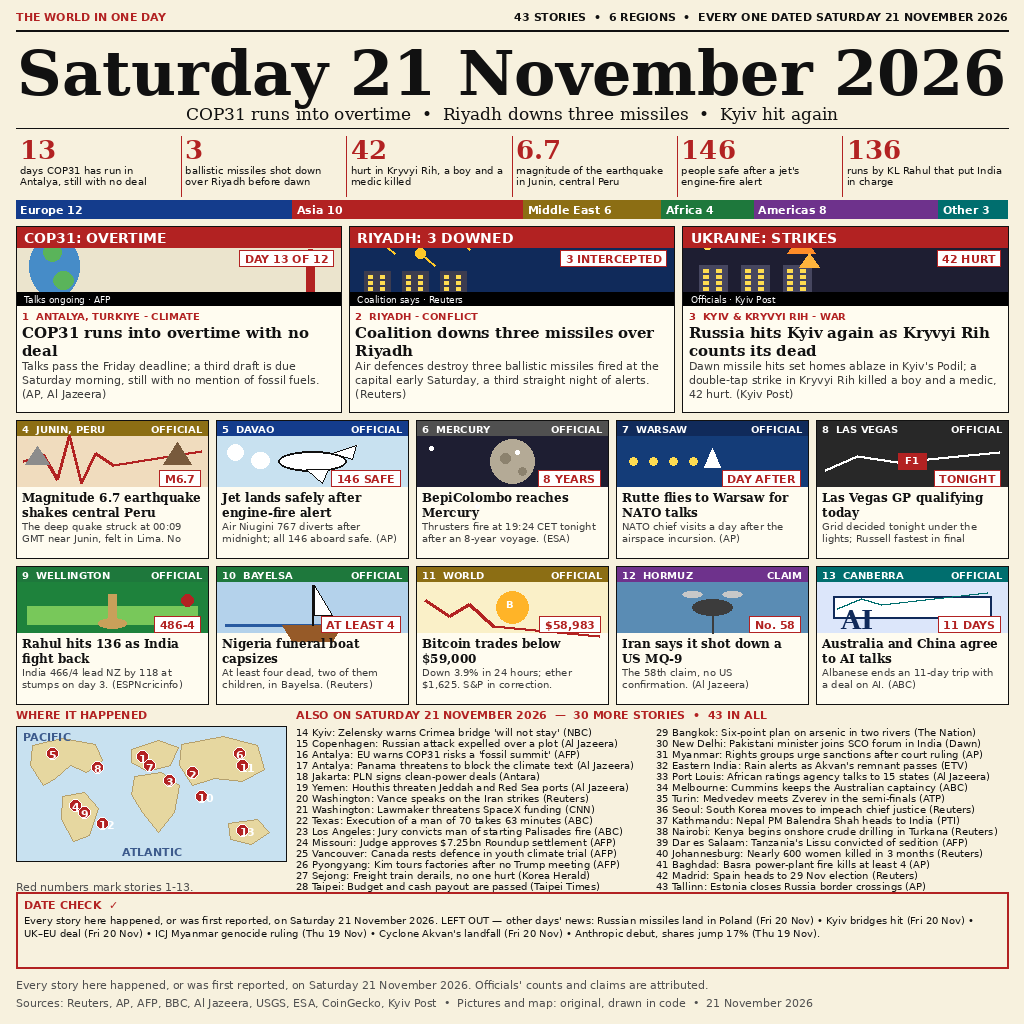 THE WORLD IN ONE DAY
43 STORIES • 6 REGIONS • EVERY ONE DATED SATURDAY 21 NOVEMBER 2026
Saturday 21 November 2026
COP31 runs into overtime • Riyadh downs three missiles • Kyiv hit again
13
days COP31 has run in
Antalya, still with no deal
3
ballistic missiles shot down
over Riyadh before dawn
42
hurt in Kryvyi Rih, a boy and a
medic killed
6.7
magnitude of the earthquake
in Junin, central Peru
146
people safe after a jet's
engine-fire alert
136
runs by KL Rahul that put India
in charge
Europe 12
Asia 10
Middle East 6
Africa 4
Americas 8
Other 3
COP31: OVERTIME
DAY 13 OF 12
Talks ongoing · AFP
1 ANTALYA, TURKIYE - CLIMATE
COP31 runs into overtime with no
deal
Talks pass the Friday deadline; a third draft is due
Saturday morning, still with no mention of fossil fuels.
(AP, Al Jazeera)
RIYADH: 3 DOWNED
3 INTERCEPTED
Coalition says · Reuters
2 RIYADH - CONFLICT
Coalition downs three missiles over
Riyadh
Air defences destroy three ballistic missiles fired at the
capital early Saturday, a third straight night of alerts.
(Reuters)
UKRAINE: STRIKES
42 HURT
Officials · Kyiv Post
3 KYIV & KRYVYI RIH - WAR
Russia hits Kyiv again as Kryvyi Rih
counts its dead
Dawn missile hits set homes ablaze in Kyiv's Podil; a
double-tap strike in Kryvyi Rih killed a boy and a medic,
42 hurt. (Kyiv Post)
4 JUNIN, PERU OFFICIAL
M6.7
Magnitude 6.7 earthquake
shakes central Peru
The deep quake struck at 00:09
GMT near Junin, felt in Lima. No
5 DAVAO OFFICIAL
146 SAFE
Jet lands safely after
engine-fire alert
Air Niugini 767 diverts after
midnight; all 146 aboard safe. (AP)
6 MERCURY OFFICIAL
8 YEARS
BepiColombo reaches
Mercury
Thrusters fire at 19:24 CET tonight
after an 8-year voyage. (ESA)
7 WARSAW OFFICIAL
DAY AFTER
Rutte flies to Warsaw for
NATO talks
NATO chief visits a day after the
airspace incursion. (AP)
8 LAS VEGAS OFFICIAL
F1
TONIGHT
Las Vegas GP qualifying
today
Grid decided tonight under the
lights; Russell fastest in final
9 WELLINGTON OFFICIAL
486-4
Rahul hits 136 as India
fight back
India 466/4 lead NZ by 118 at
stumps on day 3. (ESPNcricinfo)
10 BAYELSA OFFICIAL
AT LEAST 4
Nigeria funeral boat
capsizes
At least four dead, two of them
children, in Bayelsa. (Reuters)
11 WORLD OFFICIAL
B
$58,983
Bitcoin trades below
$59,000
Down 3.9% in 24 hours; ether
$1,625. S&P in correction.
12 HORMUZ CLAIM
No. 58
Iran says it shot down a
US MQ-9
The 58th claim, no US
confirmation. (Al Jazeera)
13 CANBERRA OFFICIAL
AI
11 DAYS
Australia and China agree
to AI talks
Albanese ends an 11-day trip with
a deal on AI. (ABC)
WHERE IT HAPPENED
PACIFIC
5
8
1
7
3
2
6
11
10
4
9
12
13
ATLANTIC
Red numbers mark stories 1-13.
ALSO ON SATURDAY 21 NOVEMBER 2026 — 30 MORE STORIES • 43 IN ALL
14 Kyiv: Zelensky warns Crimea bridge 'will not stay' (NBC)
15 Copenhagen: Russian attack expelled over a plot (Al Jazeera)
16 Antalya: EU warns COP31 risks a 'fossil summit' (AFP)
17 Antalya: Panama threatens to block the climate text (Al Jazeera)
18 Jakarta: PLN signs clean-power deals (Antara)
19 Yemen: Houthis threaten Jeddah and Red Sea ports (Al Jazeera)
20 Washington: Vance speaks on the Iran strikes (Reuters)
21 Washington: Lawmaker threatens SpaceX funding (CNN)
22 Texas: Execution of a man of 70 takes 63 minutes (ABC)
23 Los Angeles: Jury convicts man of starting Palisades fire (ABC)
24 Missouri: Judge approves $7.25bn Roundup settlement (AFP)
25 Vancouver: Canada rests defence in youth climate trial (AFP)
26 Pyongyang: Kim tours factories after no Trump meeting (AFP)
27 Sejong: Freight train derails, no one hurt (Korea Herald)
28 Taipei: Budget and cash payout are passed (Taipei Times)
29 Bangkok: Six-point plan on arsenic in two rivers (The Nation)
30 New Delhi: Pakistani minister joins SCO forum in India (Dawn)
31 Myanmar: Rights groups urge sanctions after court ruling (AP)
32 Eastern India: Rain alerts as Akvan's remnant passes (ETV)
33 Port Louis: African ratings agency talks to 15 states (Al Jazeera)
34 Melbourne: Cummins keeps the Australian captaincy (ABC)
35 Turin: Medvedev meets Zverev in the semi-finals (ATP)
36 Seoul: South Korea moves to impeach chief justice (Reuters)
37 Kathmandu: Nepal PM Balendra Shah heads to India (PTI)
38 Nairobi: Kenya begins onshore crude drilling in Turkana (Reuters)
39 Dar es Salaam: Tanzania's Lissu convicted of sedition (AFP)
40 Johannesburg: Nearly 600 women killed in 3 months (Reuters)
41 Baghdad: Basra power-plant fire kills at least 4 (AP)
42 Madrid: Spain heads to 29 Nov election (Reuters)
43 Tallinn: Estonia closes Russia border crossings (AP)
DATE CHECK ✓
Every story here happened, or was first reported, on Saturday 21 November 2026. LEFT OUT — other days' news: Russian missiles land in Poland (Fri 20 Nov) • Kyiv bridges hit (Fri 20 Nov) •
UK–EU deal (Fri 20 Nov) • ICJ Myanmar genocide ruling (Thu 19 Nov) • Cyclone Akvan's landfall (Fri 20 Nov) • Anthropic debut, shares jump 17% (Thu 19 Nov).
Every story here happened, or was first reported, on Saturday 21 November 2026. Officials' counts and claims are attributed.
Sources: Reuters, AP, AFP, BBC, Al Jazeera, USGS, ESA, CoinGecko, Kyiv Post • Pictures and map: original, drawn in code • 21 November 2026